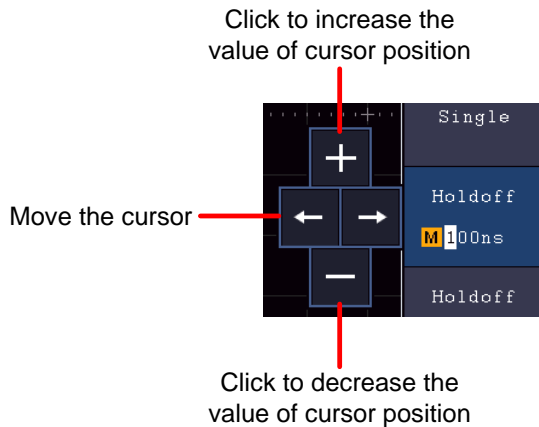 Click to increase the
value of cursor position
Single
+
Move the cursor
← →
Holdoff
M 100ns
−
Holdoff
Click to decrease the
value of cursor position